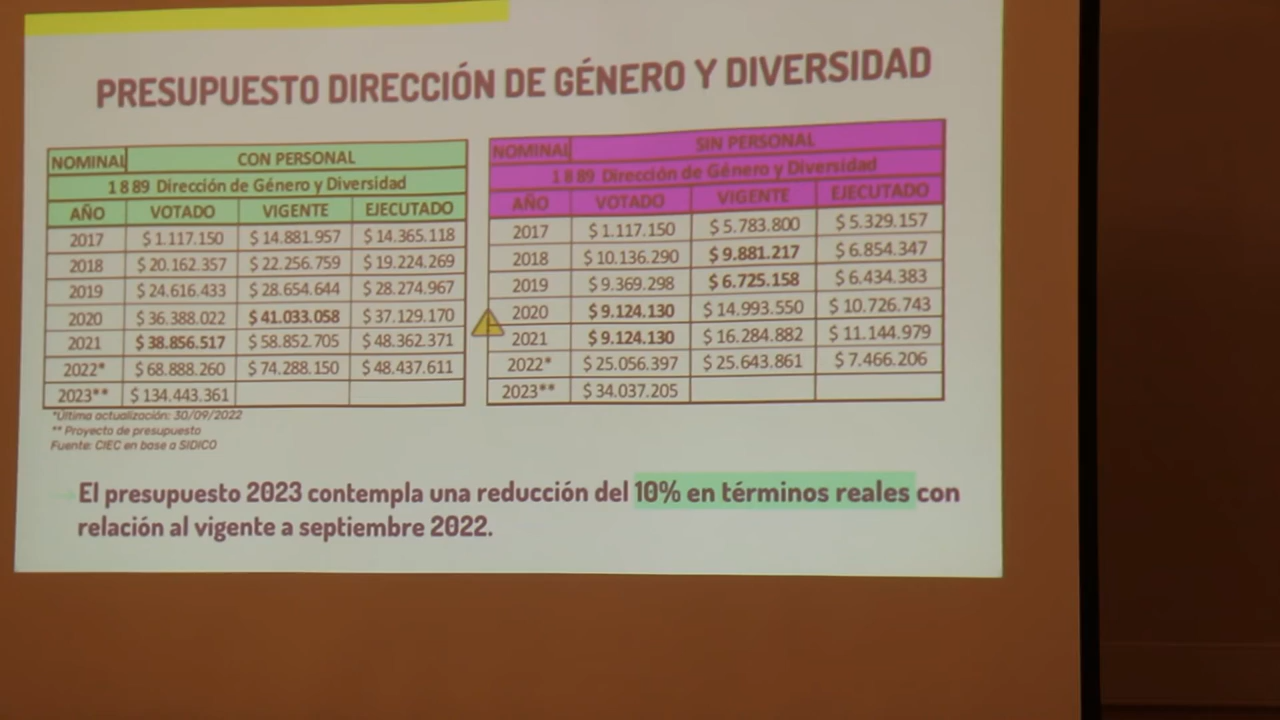 PRESUPUESTO DIRECCIÓN DE GÉNERO Y DIVERSIDAD
NOMINAL CON PERSONAL
1889 Dirección de Género y Diversidad
AÑO VOTADO VIGENTE EJECUTADO
2017 $ 1.117.150 $ 14.881.957 $ 14.365.118
2018 $ 20.162.357 $ 22.256.759 $ 19.224.269
2019 $ 24.616.433 $ 28.654.644 $ 28.274.967
2020 $ 36.388.022 $ 41.033.058 $ 37.129.170
2021 $ 38.856.517 $ 58.852.705 $ 48.362.371
2022* $ 68.888.260 $ 74.288.150 $ 48.437.611
2023** $ 134.443.361
*Última actualización: 30/09/2022
** Proyecto de presupuesto
Fuente: CIEC en base a SIDICO
NOMINAL SIN PERSONAL
1889 Dirección de Género y Diversidad
AÑO VOTADO VIGENTE EJECUTADO
2017 $ 1.117.150 $ 5.783.800 $ 5.329.157
2018 $ 10.136.290 $ 9.881.217 $ 6.854.347
2019 $ 9.369.298 $ 6.725.158 $ 6.434.383
2020 $ 9.124.130 $ 14.993.550 $ 10.726.743
2021 $ 9.124.130 $ 16.284.882 $ 11.144.979
2022* $ 25.056.397 $ 25.643.861 $ 7.466.206
2023** $ 34.037.205
El presupuesto 2023 contempla una reducción del 10% en términos reales con
relación al vigente a septiembre 2022.